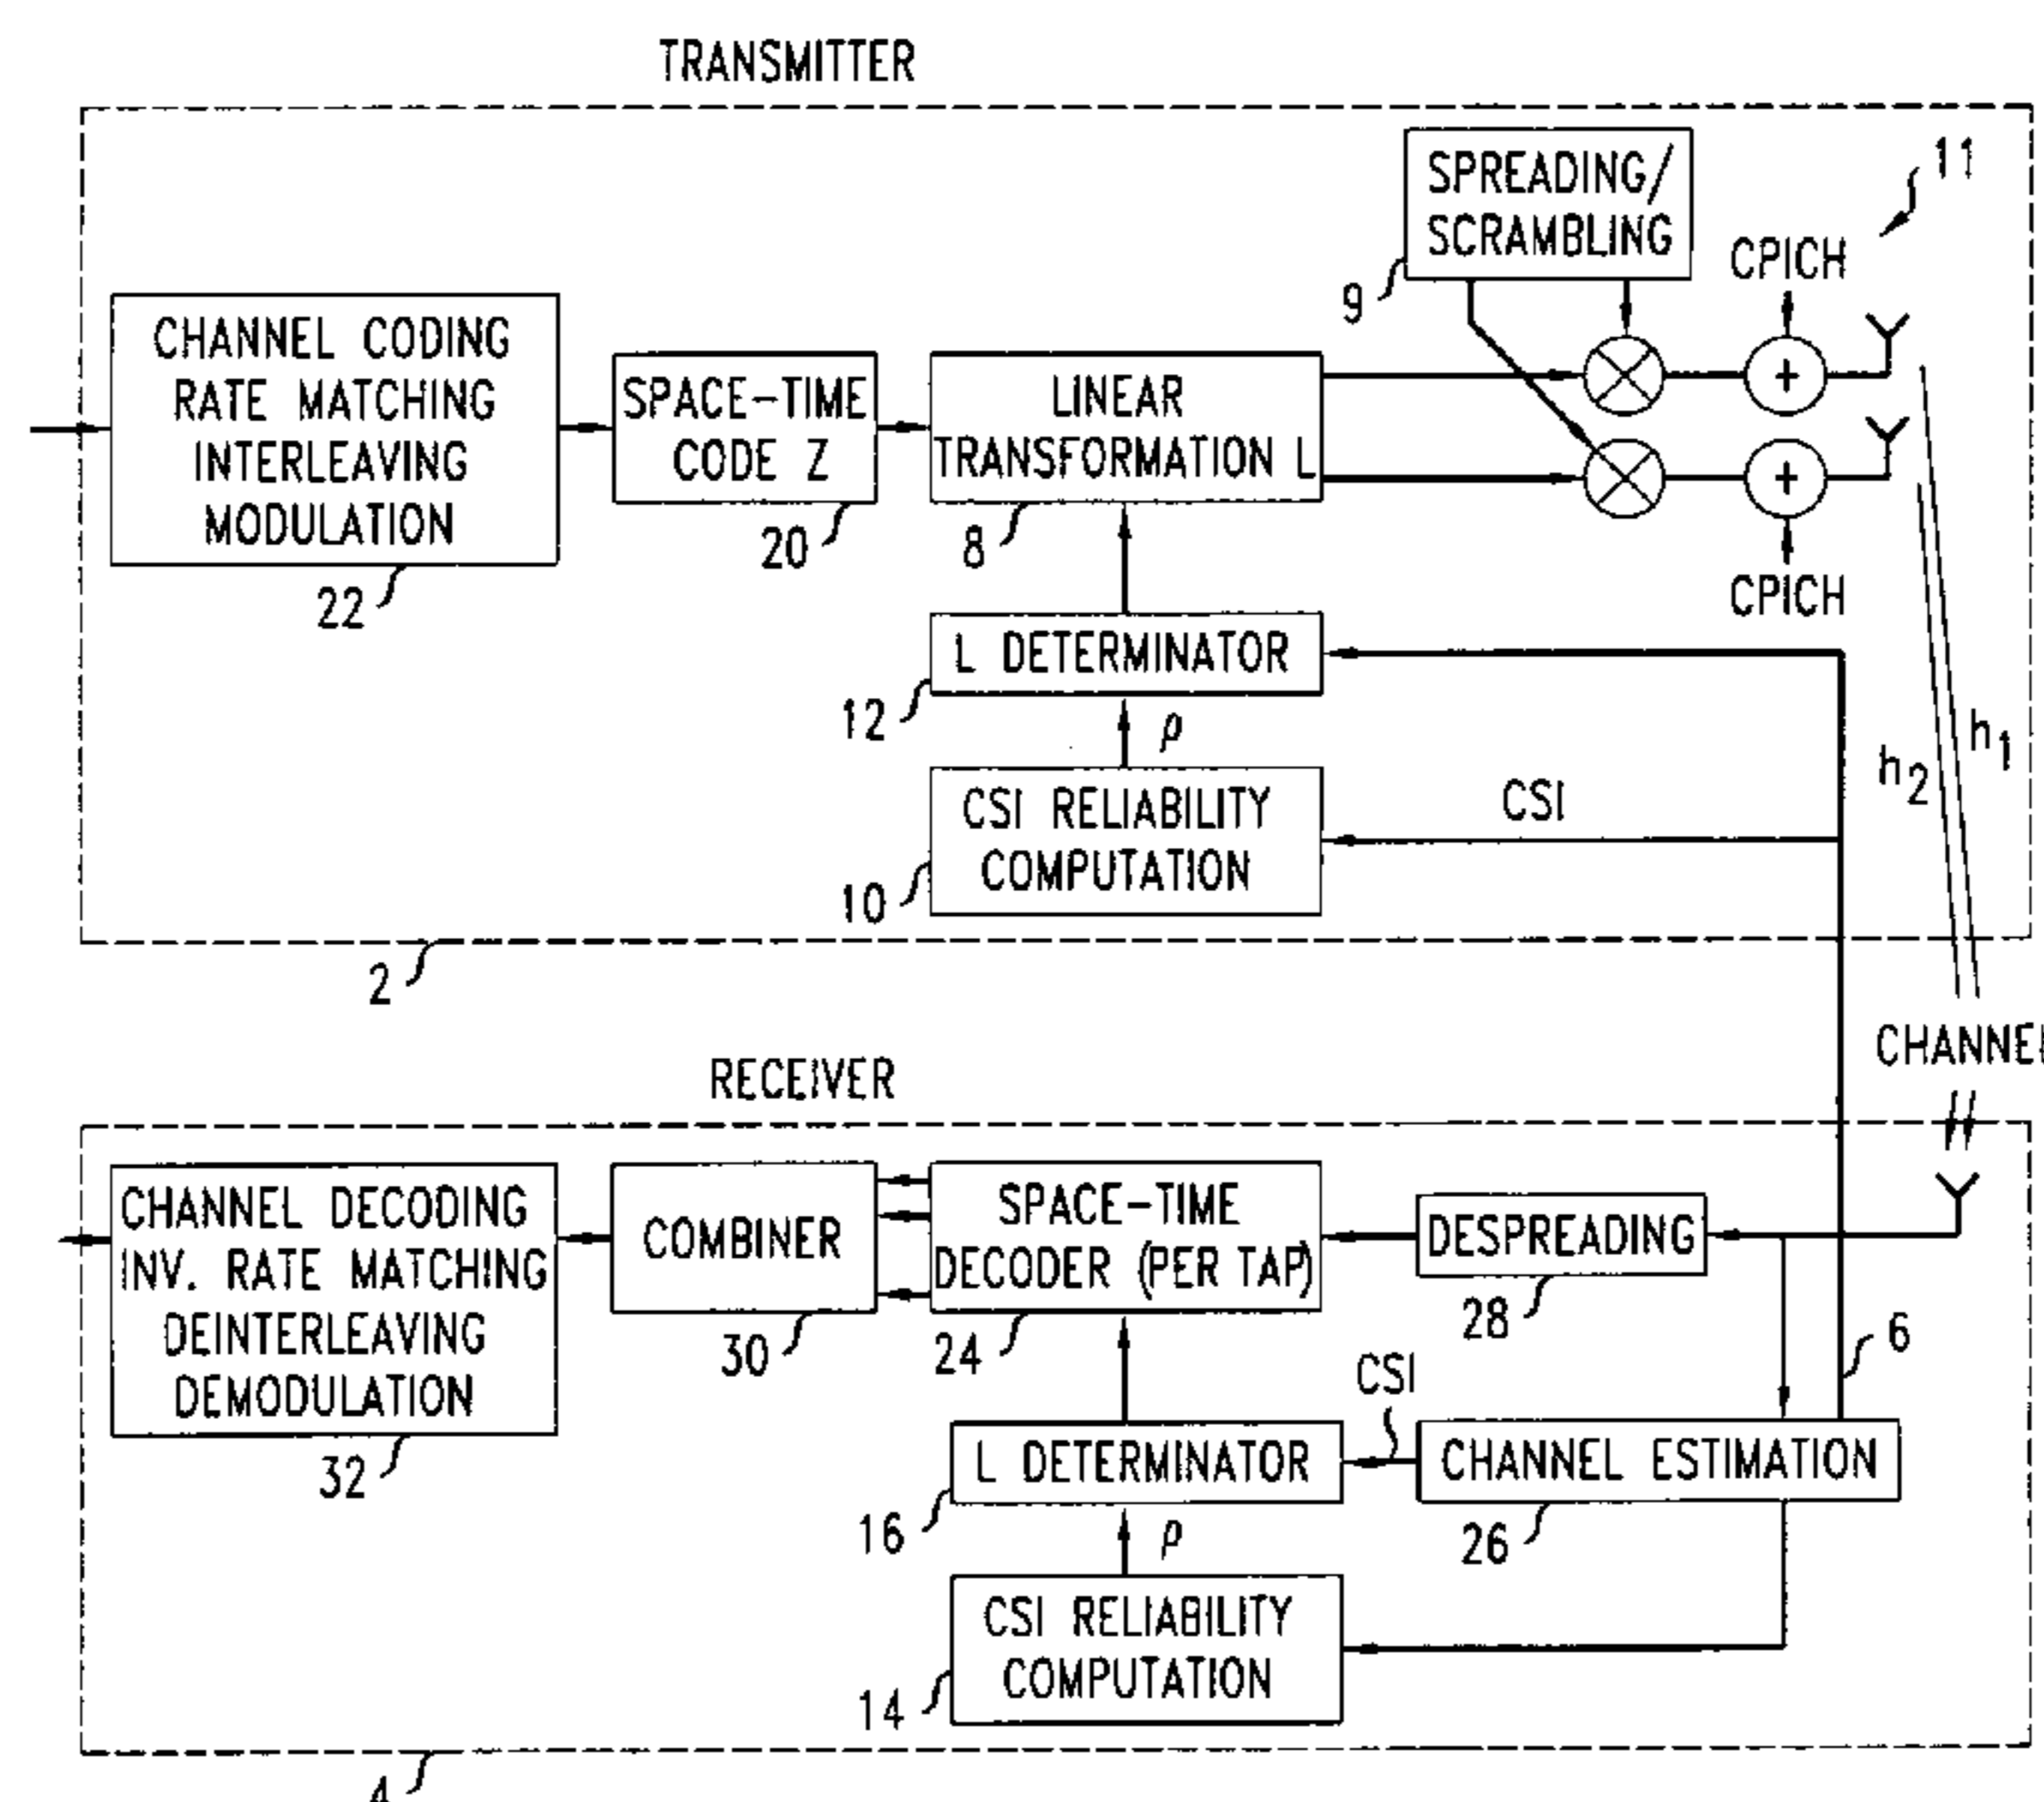 TRANSMITTER
SPREADING/
SCRAMBLING
9
11
CPICH
CHANNEL CODING
RATE MATCHING
INTERLEAVING
MODULATION
22
SPACE-TIME
CODE Z
20
LINEAR
TRANSFORMATION L
8
+
+
CPICH
L DETERMINATOR
12
ρ
CSI RELIABILITY
COMPUTATION
10
CSI
h2
h1
2
CHANNEL
RECEIVER
CHANNEL DECODING
INV. RATE MATCHING
DEINTERLEAVING
DEMODULATION
32
COMBINER
30
SPACE-TIME
DECODER (PER TAP)
24
DESPREADING
28
6
CSI
L DETERMINATOR
16
CHANNEL ESTIMATION
26
ρ
CSI RELIABILITY
COMPUTATION
14
4